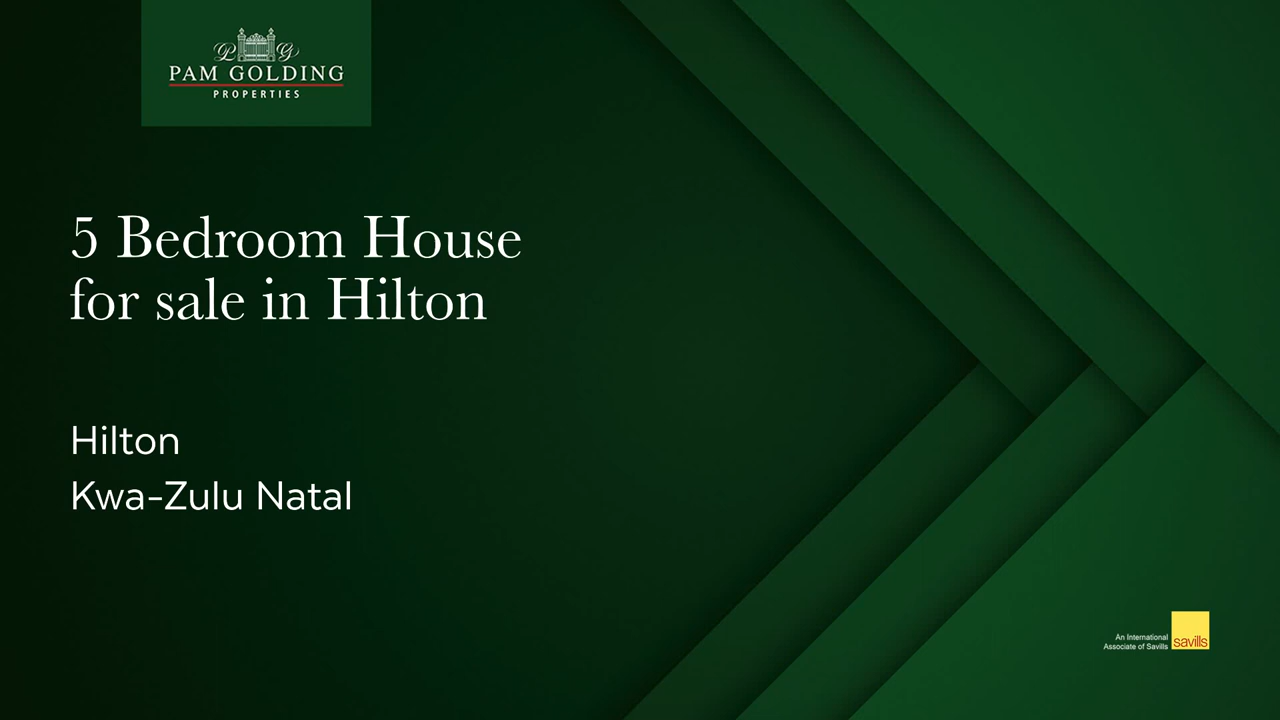 P G
PAM GOLDING
PROPERTIES
5 Bedroom House
for sale in Hilton
Hilton
Kwa-Zulu Natal
An International
Associate of Savills
savills